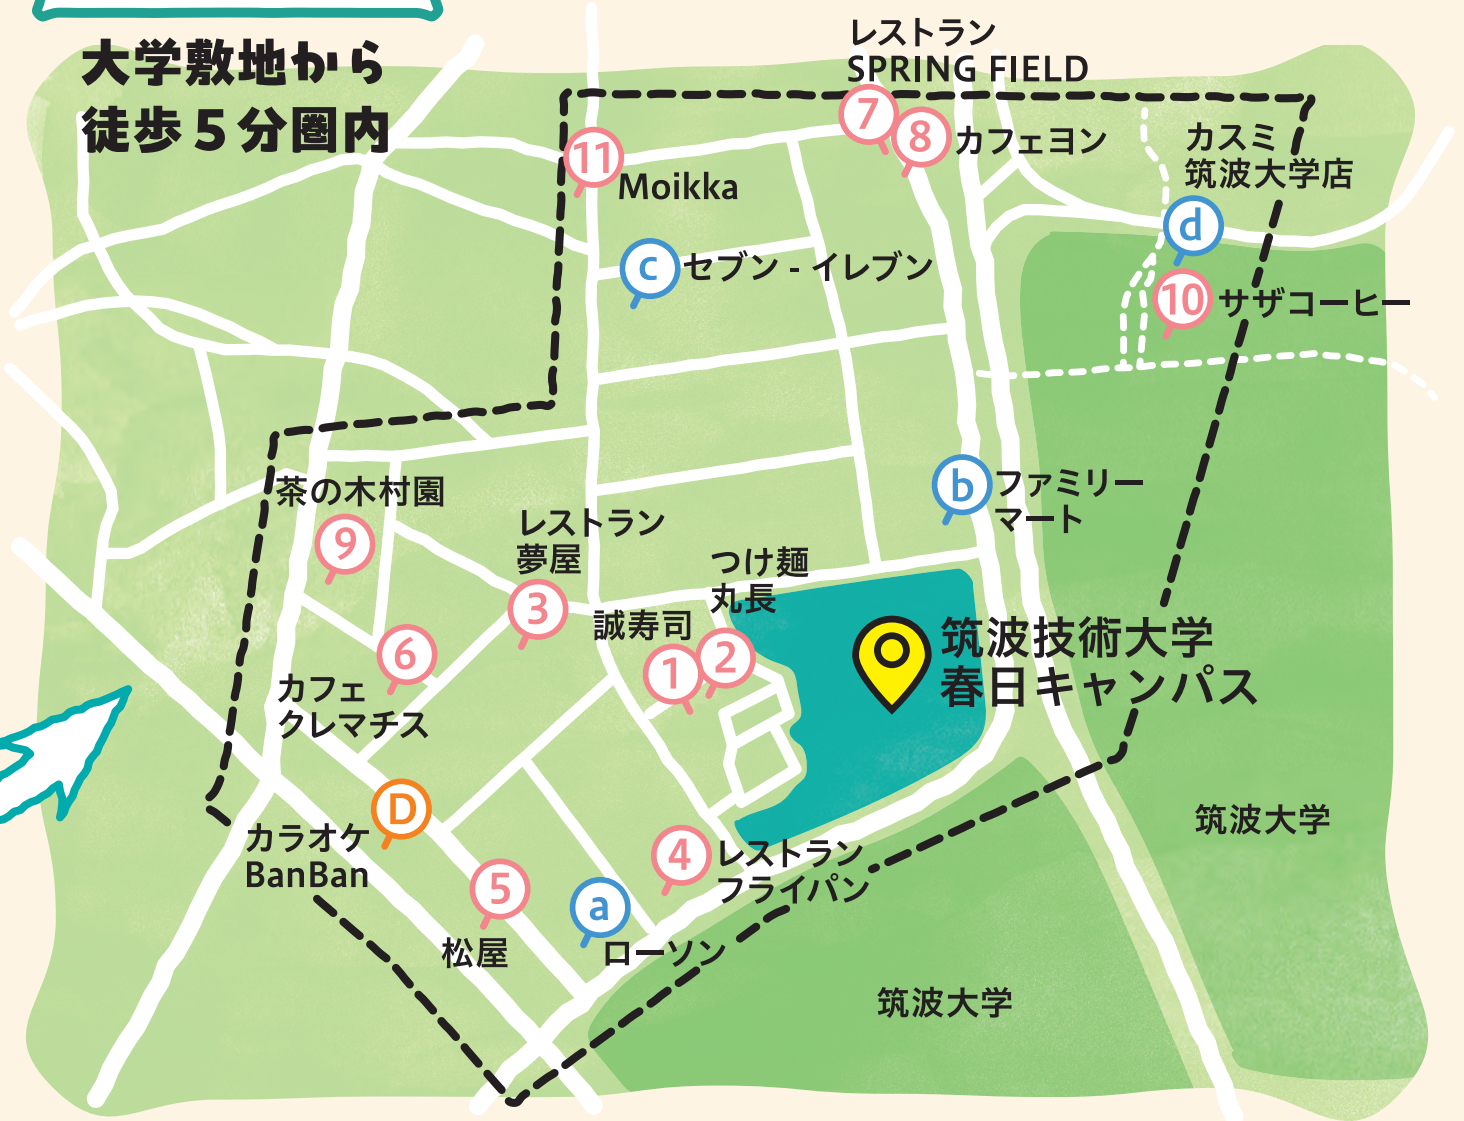 大学敷地から
徒歩5分圏内
レストラン
SPRING FIELD
7
8
カフェヨン
11
Moikka
カスミ
筑波大学店
d
c
セブン - イレブン
10
サザコーヒー
b
ファミリー
マート
茶の木村園
9
レストラン
夢屋
3
つけ麺
丸長
2
誠寿司
1
筑波技術大学
春日キャンパス
6
カフェ
クレマチス
D
カラオケ
BanBan
4
レストラン
フライパン
5
松屋
a
ローソン
筑波大学
筑波大学